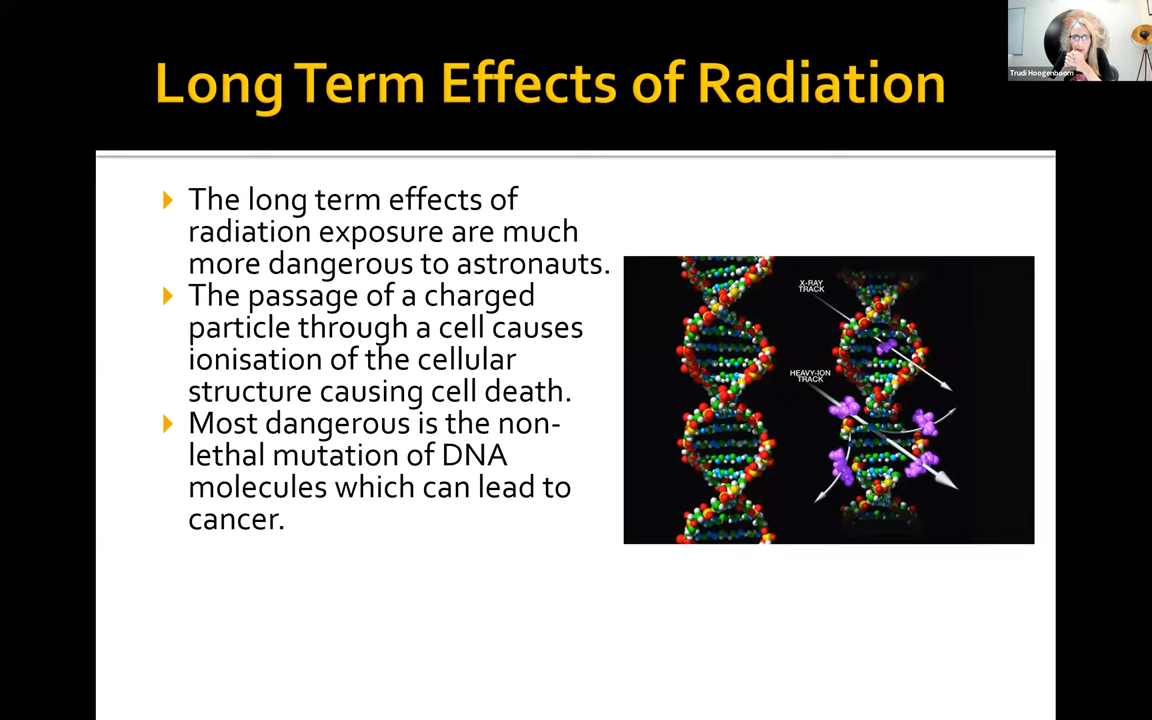 Long Term Effects of Radiation
Trudi Hoogenboom
The long term effects of
radiation exposure are much
more dangerous to astronauts.
The passage of a charged
particle through a cell causes
ionisation of the cellular
structure causing cell death.
Most dangerous is the non-
lethal mutation of DNA
molecules which can lead to
cancer.
X-RAY
TRACK
HEAVY-ION
TRACK